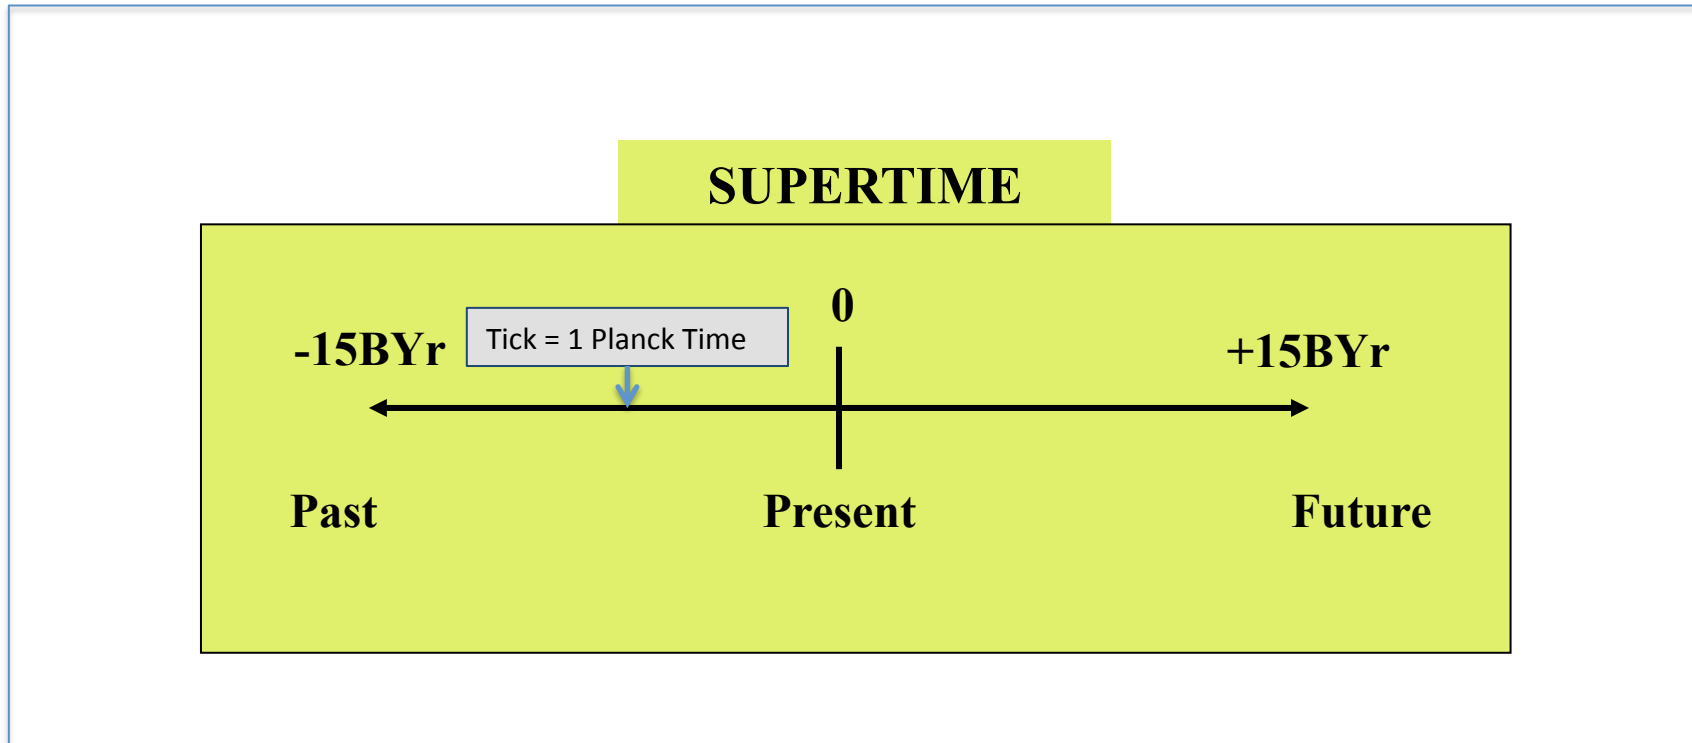 SUPERTIME
0
-15BYr
Tick = 1 Planck Time
+15BYr
Past
Present
Future